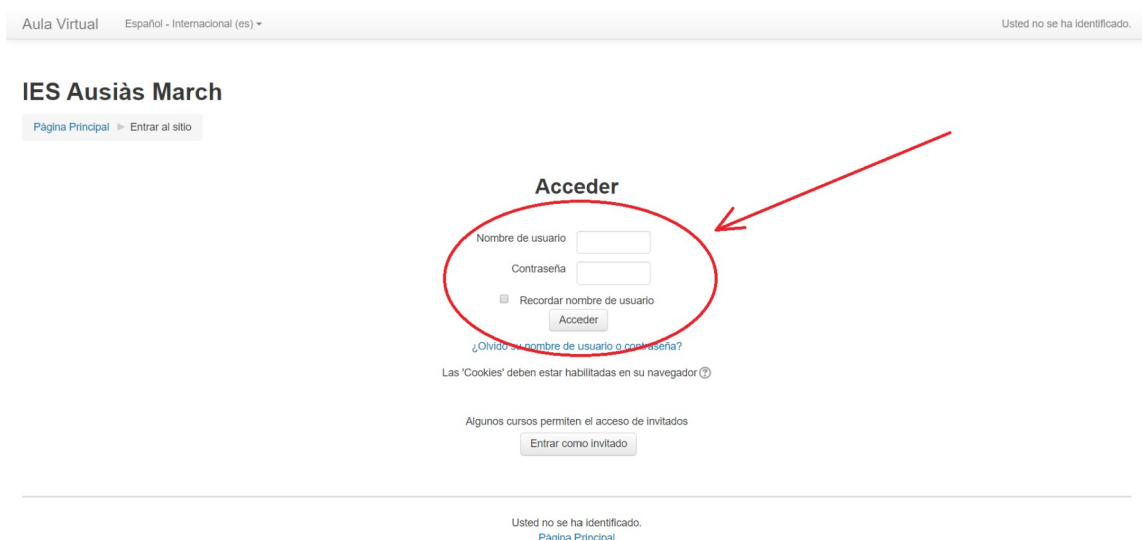 Aula Virtual Español - Internacional (es) Usted no se ha identificado.
IES Ausiàs March
Pàgina Principal ► Entrar al sitio
Acceder
Nombre de usuario
Contraseña
Recordar nombre de usuario
Acceder
¿Olvidó su nombre de usuario o contraseña?
Las 'Cookies' deben estar habilitadas en su navegador
Algunos cursos permiten el acceso de invitados
Entrar como invitado
Usted no se ha identificado.
Pàgina Principal